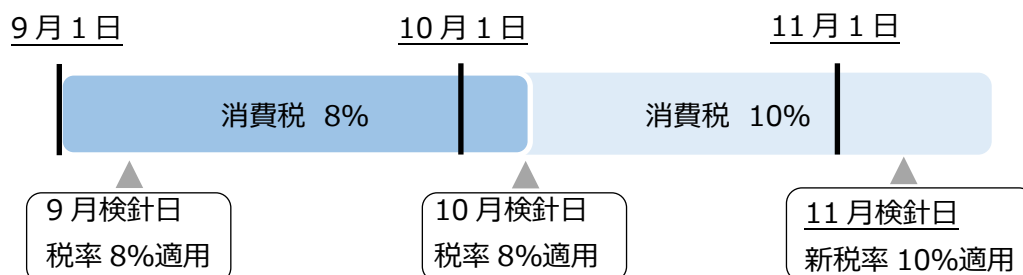 9月1日
10月1日
11月1日
消費税 8%
消費税 10%
9月検針日
税率8%適用
10月検針日
税率8%適用
11月検針日
新税率10%適用